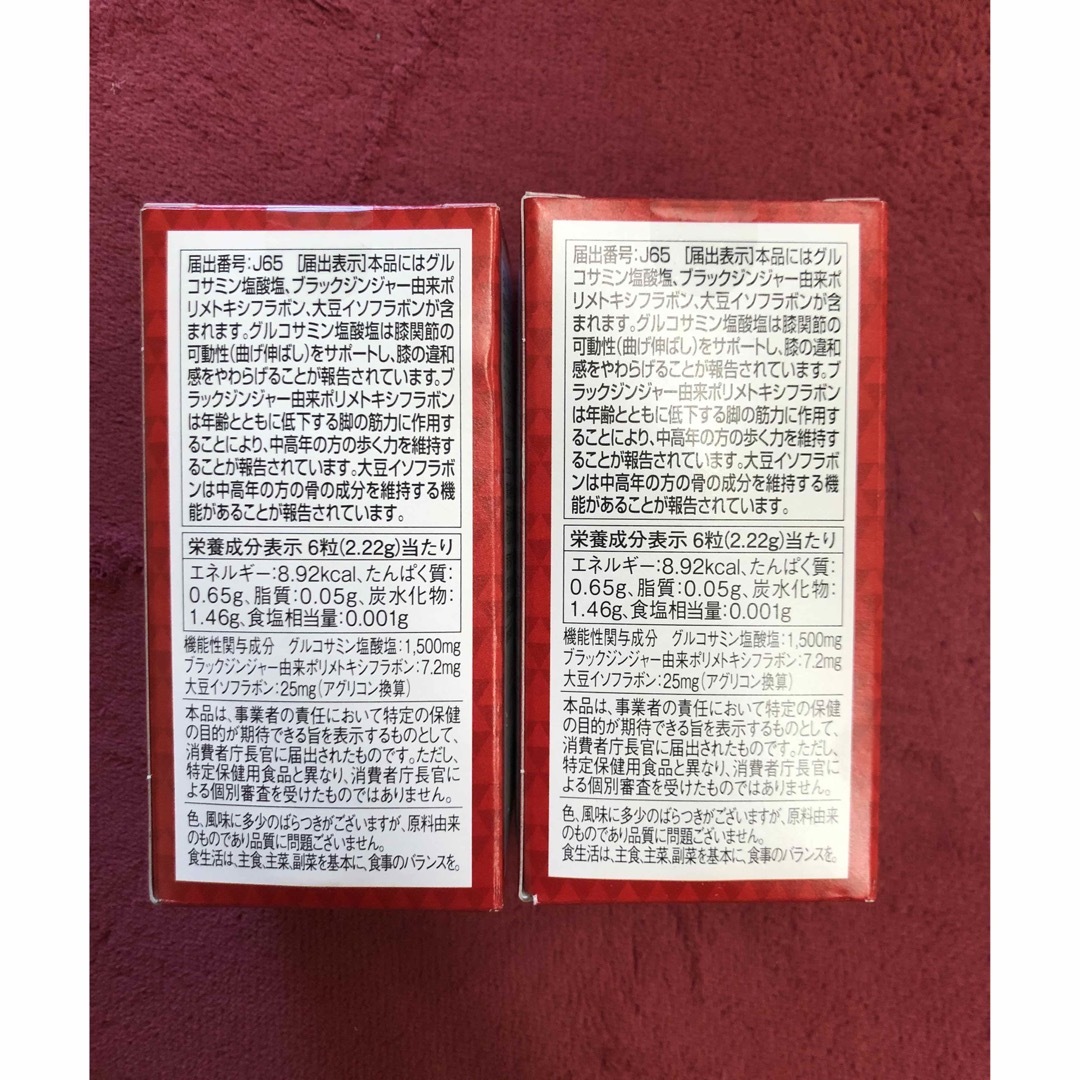 届出番号:J65 [届出表示]本品にはグル
コサミン塩酸塩、ブラックジンジャー由来ポ
リメトキシフラボン、大豆イソフラボンが含
まれます。グルコサミン塩酸塩は膝関節の
可動性(曲げ伸ばし)をサポートし、膝の違和
感をやわらげることが報告されています。ブ
ラックジンジャー由来ポリメトキシフラボン
は年齢とともに低下する脚の筋力に作用す
ることにより、中高年の方の歩く力を維持す
ることが報告されています。大豆イソフラボ
ンは中高年の方の骨の成分を維持する機
能があることが報告されています。
栄養成分表示 6粒(2.22g)当たり
エネルギー:8.92kcal、たんぱく質:
0.65g、脂質:0.05g、炭水化物:
1.46g、食塩相当量:0.001g
機能性関与成分 グルコサミン塩酸塩:1,500mg
ブラックジンジャー由来ポリメトキシフラボン:7.2mg
大豆イソフラボン:25mg(アグリコン換算)
本品は、事業者の責任において特定の保健
の目的が期待できる旨を表示するものとして、
消費者庁長官に届出されたものです。ただし、
特定保健用食品と異なり、消費者庁長官に
よる個別審査を受けたものではありません。
色、風味に多少のばらつきがございますが、原料由来
のものであり品質に問題ございません。
食生活は、主食、主菜、副菜を基本に、食事のバランスを。
届出番号:J65 [届出表示]本品にはグル
コサミン塩酸塩、ブラックジンジャー由来ポ
リメトキシフラボン、大豆イソフラボンが含
まれます。グルコサミン塩酸塩は膝関節の
可動性(曲げ伸ばし)をサポートし、膝の違和
感をやわらげることが報告されています。ブ
ラックジンジャー由来ポリメトキシフラボン
は年齢とともに低下する脚の筋力に作用す
ることにより、中高年の方の歩く力を維持す
ることが報告されています。大豆イソフラボ
ンは中高年の方の骨の成分を維持する機
能があることが報告されています。
栄養成分表示 6粒(2.22g)当たり
エネルギー:8.92kcal、たんぱく質:
0.65g、脂質:0.05g、炭水化物:
1.46g、食塩相当量:0.001g
機能性関与成分 グルコサミン塩酸塩:1,500mg
ブラックジンジャー由来ポリメトキシフラボン:7.2mg
大豆イソフラボン:25mg(アグリコン換算)
本品は、事業者の責任において特定の保健
の目的が期待できる旨を表示するものとして、
消費者庁長官に届出されたものです。ただし、
特定保健用食品と異なり、消費者庁長官に
よる個別審査を受けたものではありません。
色、風味に多少のばらつきがございますが、原料由来
のものであり品質に問題ございません。
食生活は、主食、主菜、副菜を基本に、食事のバランスを。